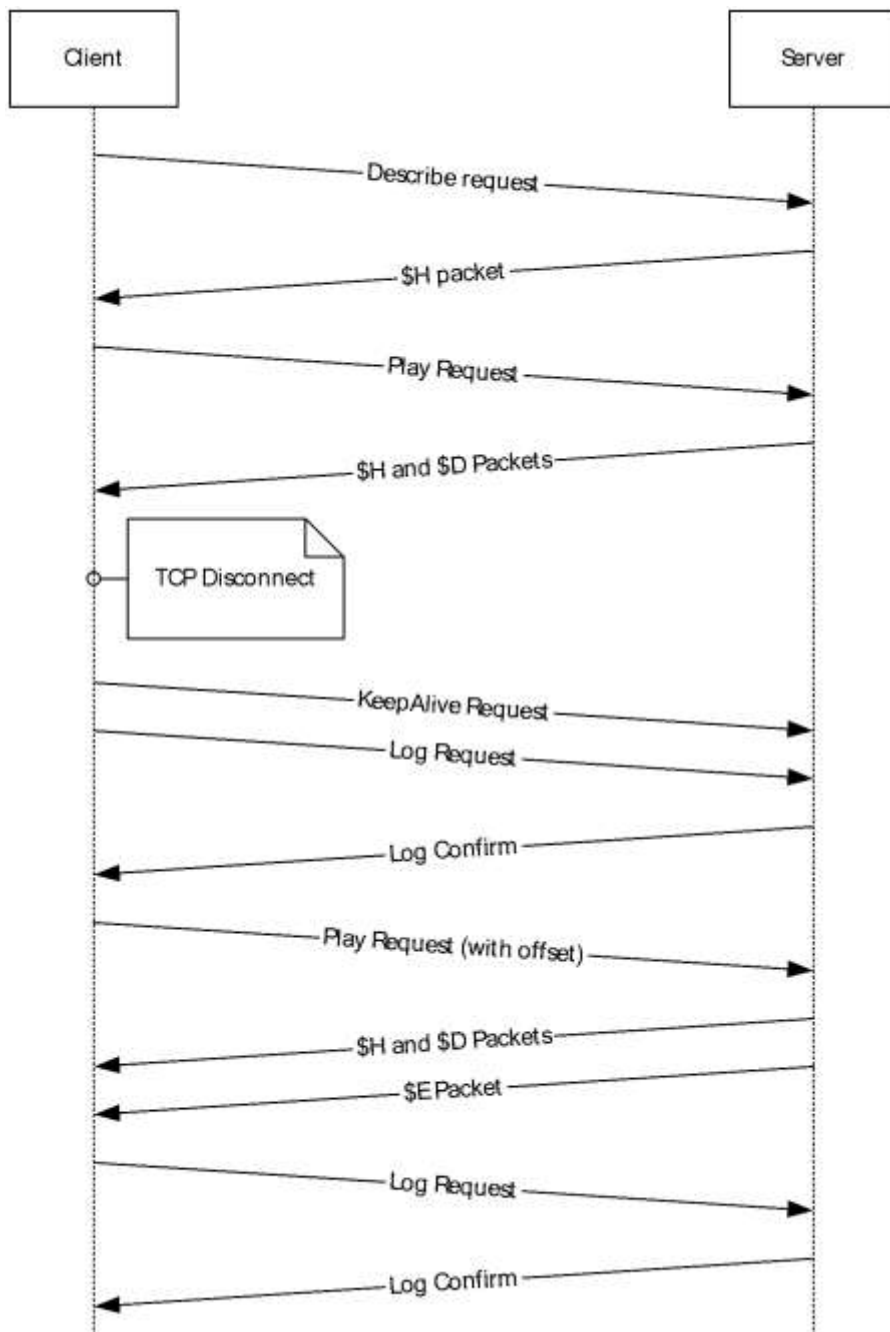 Client
Server
Describe request
$H packet
Play Request
$H and $D Packets
TCP Disconnect
KeepAlive Request
Log Request
Log Confirm
Play Request (with offset)
$H and $D Packets
$E Packet
Log Request
Log Confirm